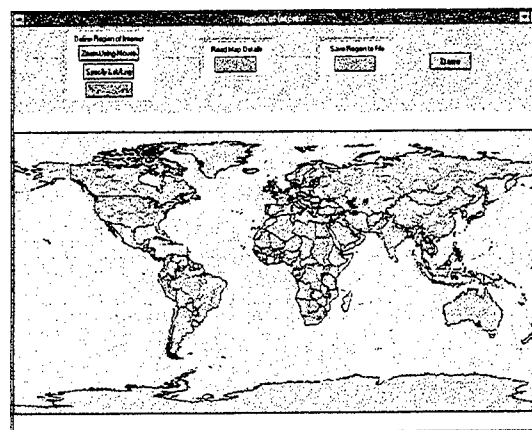 Region of Interest
Define Region of Interest
Zoom Using Mouse
Specify Lat/Lon
Read Map Details
Save Region to File
Done